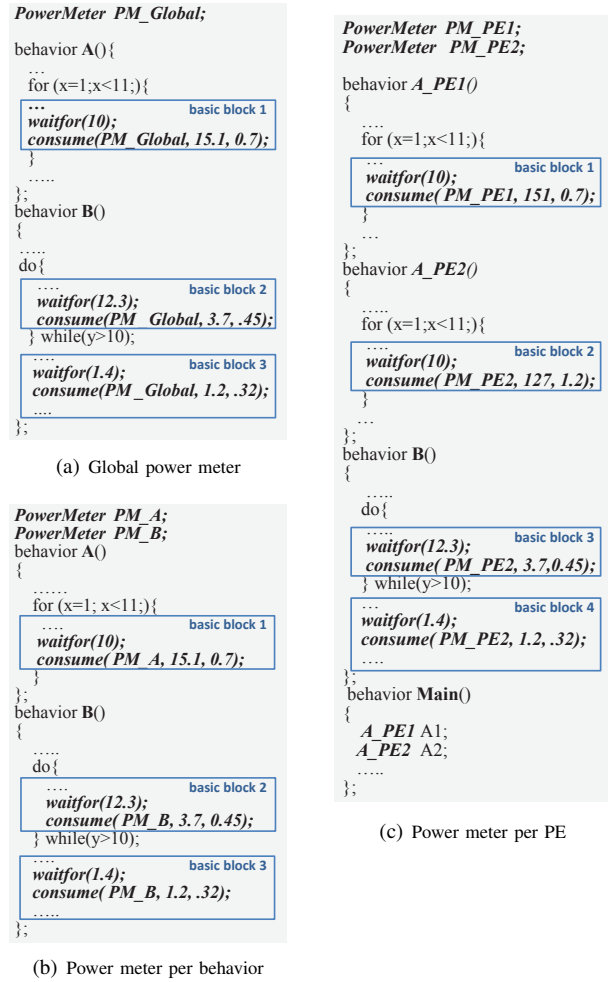 PowerMeter PM_Global;
behavior A(){
…
for (x=1;x<11;){
… basic block 1
waitfor(10);
consume(PM_Global, 15.1, 0.7);
}
…..
};
behavior B()
{
…..
do{
…. basic block 2
waitfor(12.3);
consume(PM_Global, 3.7, .45);
} while(y>10);
…. basic block 3
waitfor(1.4);
consume(PM_Global, 1.2, .32);
....
};
(a) Global power meter
PowerMeter PM_A;
PowerMeter PM_B;
behavior A()
{
……
for (x=1; x<11;){
…. basic block 1
waitfor(10);
consume( PM_A, 15.1, 0.7);
}
};
behavior B()
{
…..
do{
…. basic block 2
waitfor(12.3);
consume( PM_B, 3.7, 0.45);
} while(y>10);
…. basic block 3
waitfor(1.4);
consume( PM_B, 1.2, .32);
…..
};
(b) Power meter per behavior
PowerMeter PM_PE1;
PowerMeter PM_PE2;
behavior A_PE1()
{
….
for (x=1;x<11;){
… basic block 1
waitfor(10);
consume( PM_PE1, 151, 0.7);
}
…
};
behavior A_PE2()
{
…..
for (x=1;x<11;){
…. basic block 2
waitfor(10);
consume( PM_PE2, 127, 1.2);
}
…
};
behavior B()
{
…..
do{
….. basic block 3
waitfor(12.3);
consume( PM_PE2, 3.7,0.45);
} while(y>10);
… basic block 4
waitfor(1.4);
consume( PM_PE2, 1.2, .32);
….
};
behavior Main()
{
A_PE1 A1;
A_PE2 A2;
…..
};
(c) Power meter per PE